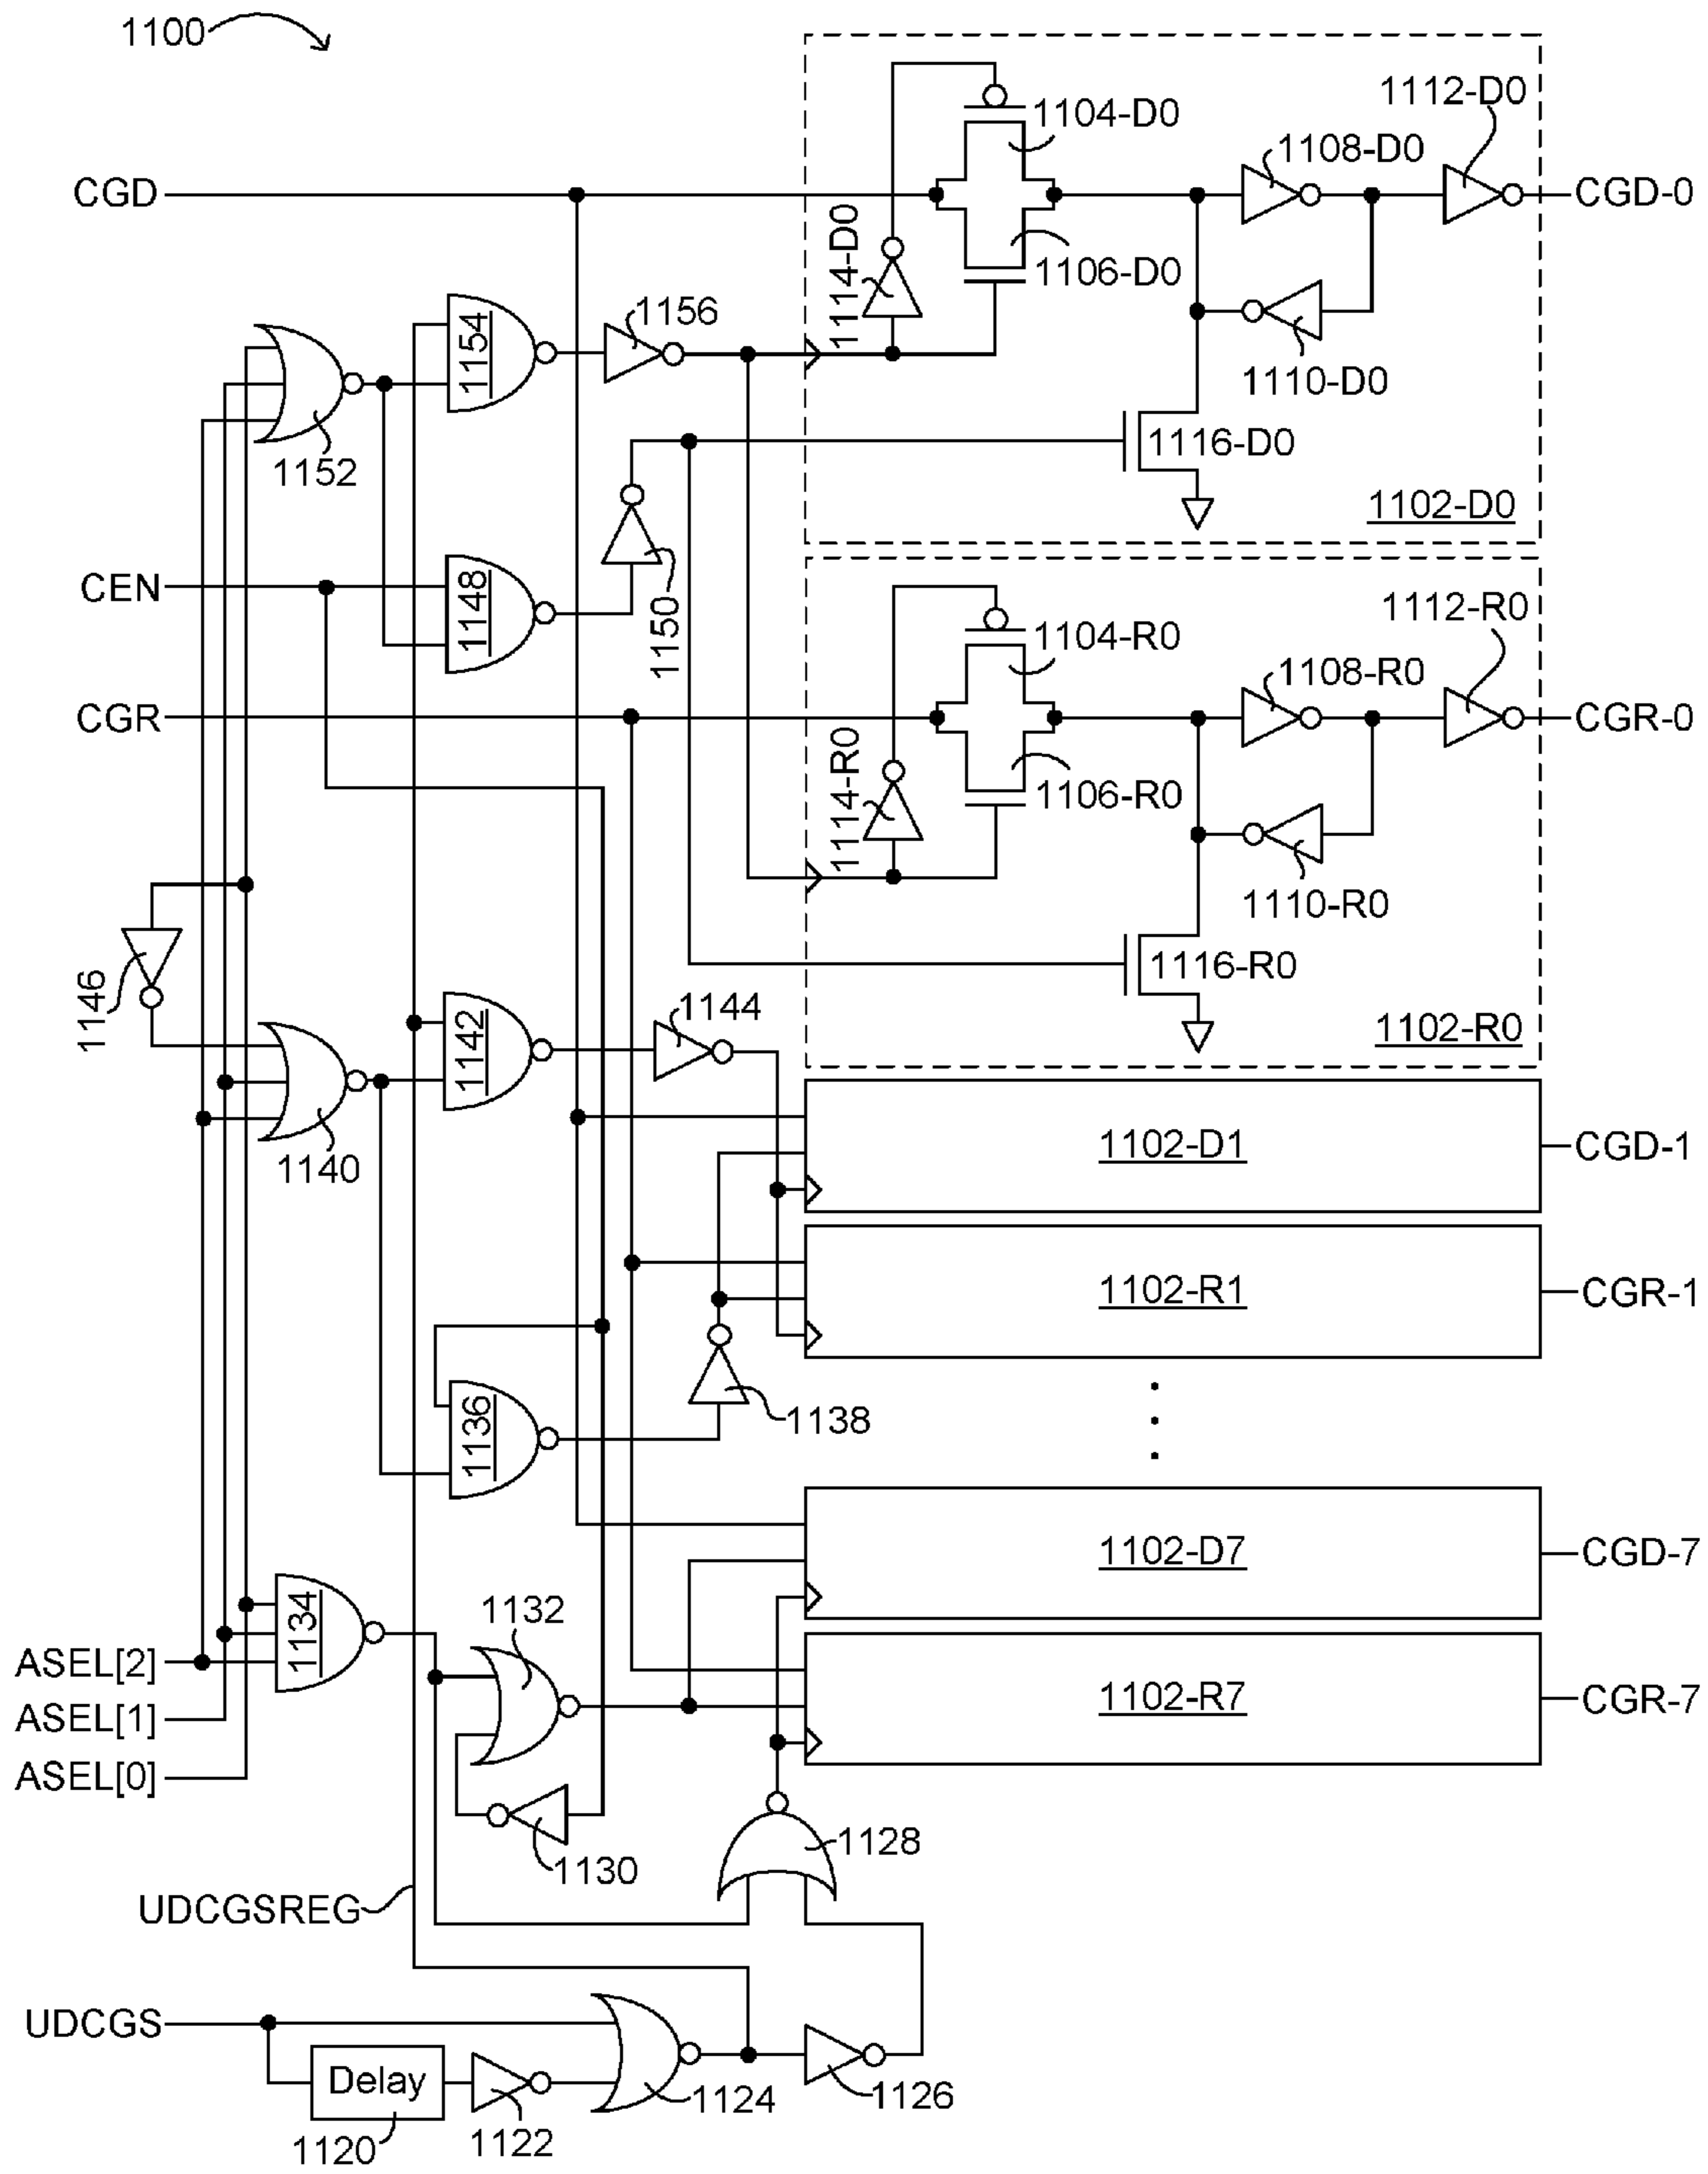 1100
1112-D0
1104-D0
1108-D0
CGD
CGD-0
1114-D0
1106-D0
1156
1154
1110-D0
1152
1116-D0
1102-D0
CEN
1148
1150
1112-R0
1104-R0
1108-R0
CGR
CGR-0
1114-R0
1106-R0
1110-R0
1146
1116-R0
1144
1142
1102-R0
1140
1102-D1
CGD-1
1102-R1
CGR-1
1136
1138
1102-D7
CGD-7
1134
1132
ASEL[2]
ASEL[1]
ASEL[0]
1102-R7
CGR-7
1128
1130
UDCGSREG
UDCGS
Delay
1124
1126
1120
1122